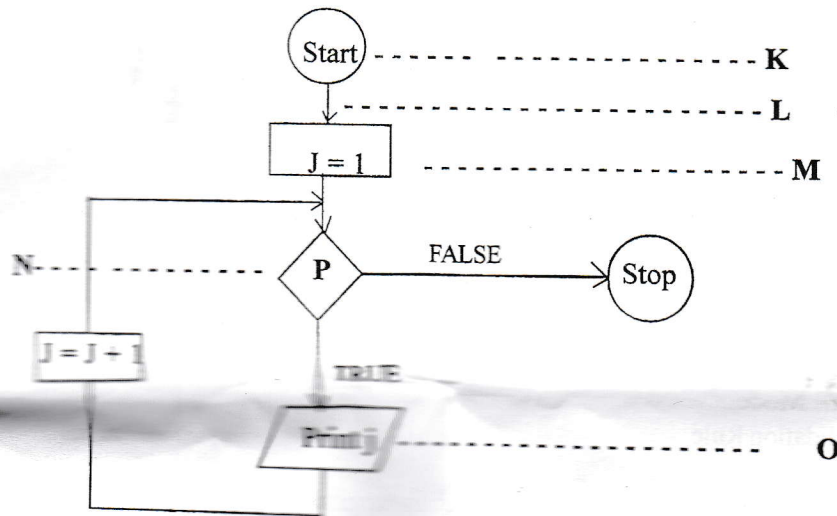 Start
K
L
J = 1
M
N
P
FALSE
Stop
J = J + 1
TRUE
Print j
O